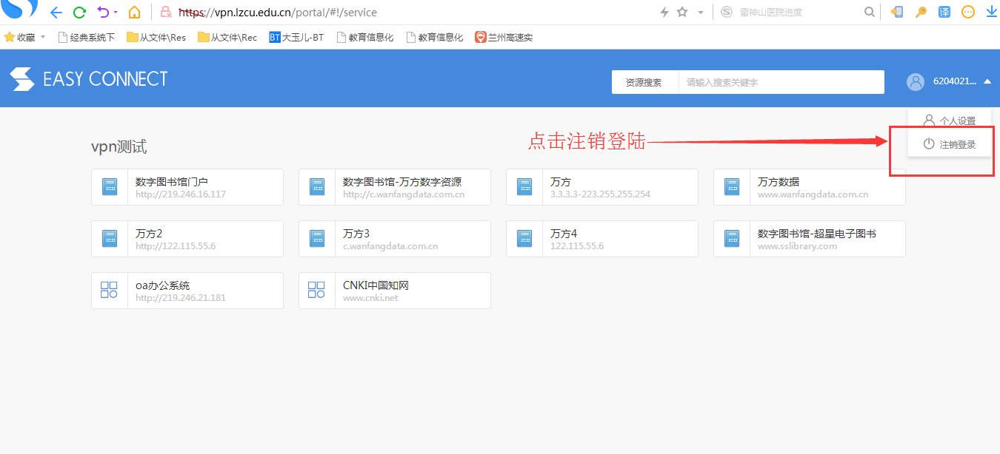 https://vpn.lzcu.edu.cn/portal/#!/service
雷神山医院进度
译
收藏
经典系统下
从文件\Res
从文件\Rec
BT 大玉儿-BT
教育信息化
教育信息化
兰州高速实
EASY CONNECT
资源搜索
请输入搜索关键字
6204021...
个人设置
注销登录
点击注销登陆
vpn测试
数字图书馆门户
http://219.246.16.117
数字图书馆-万方数字资源
http://c.wanfangdata.com.cn
万方
3.3.3.3-223.255.255.254
万方数据
www.wanfangdata.com.cn
万方2
http://122.115.55.6
万方3
c.wanfangdata.com.cn
万方4
122.115.55.6
数字图书馆-超星电子图书
www.sslibrary.com
oa办公系统
http://219.246.21.181
CNKI中国知网
www.cnki.net